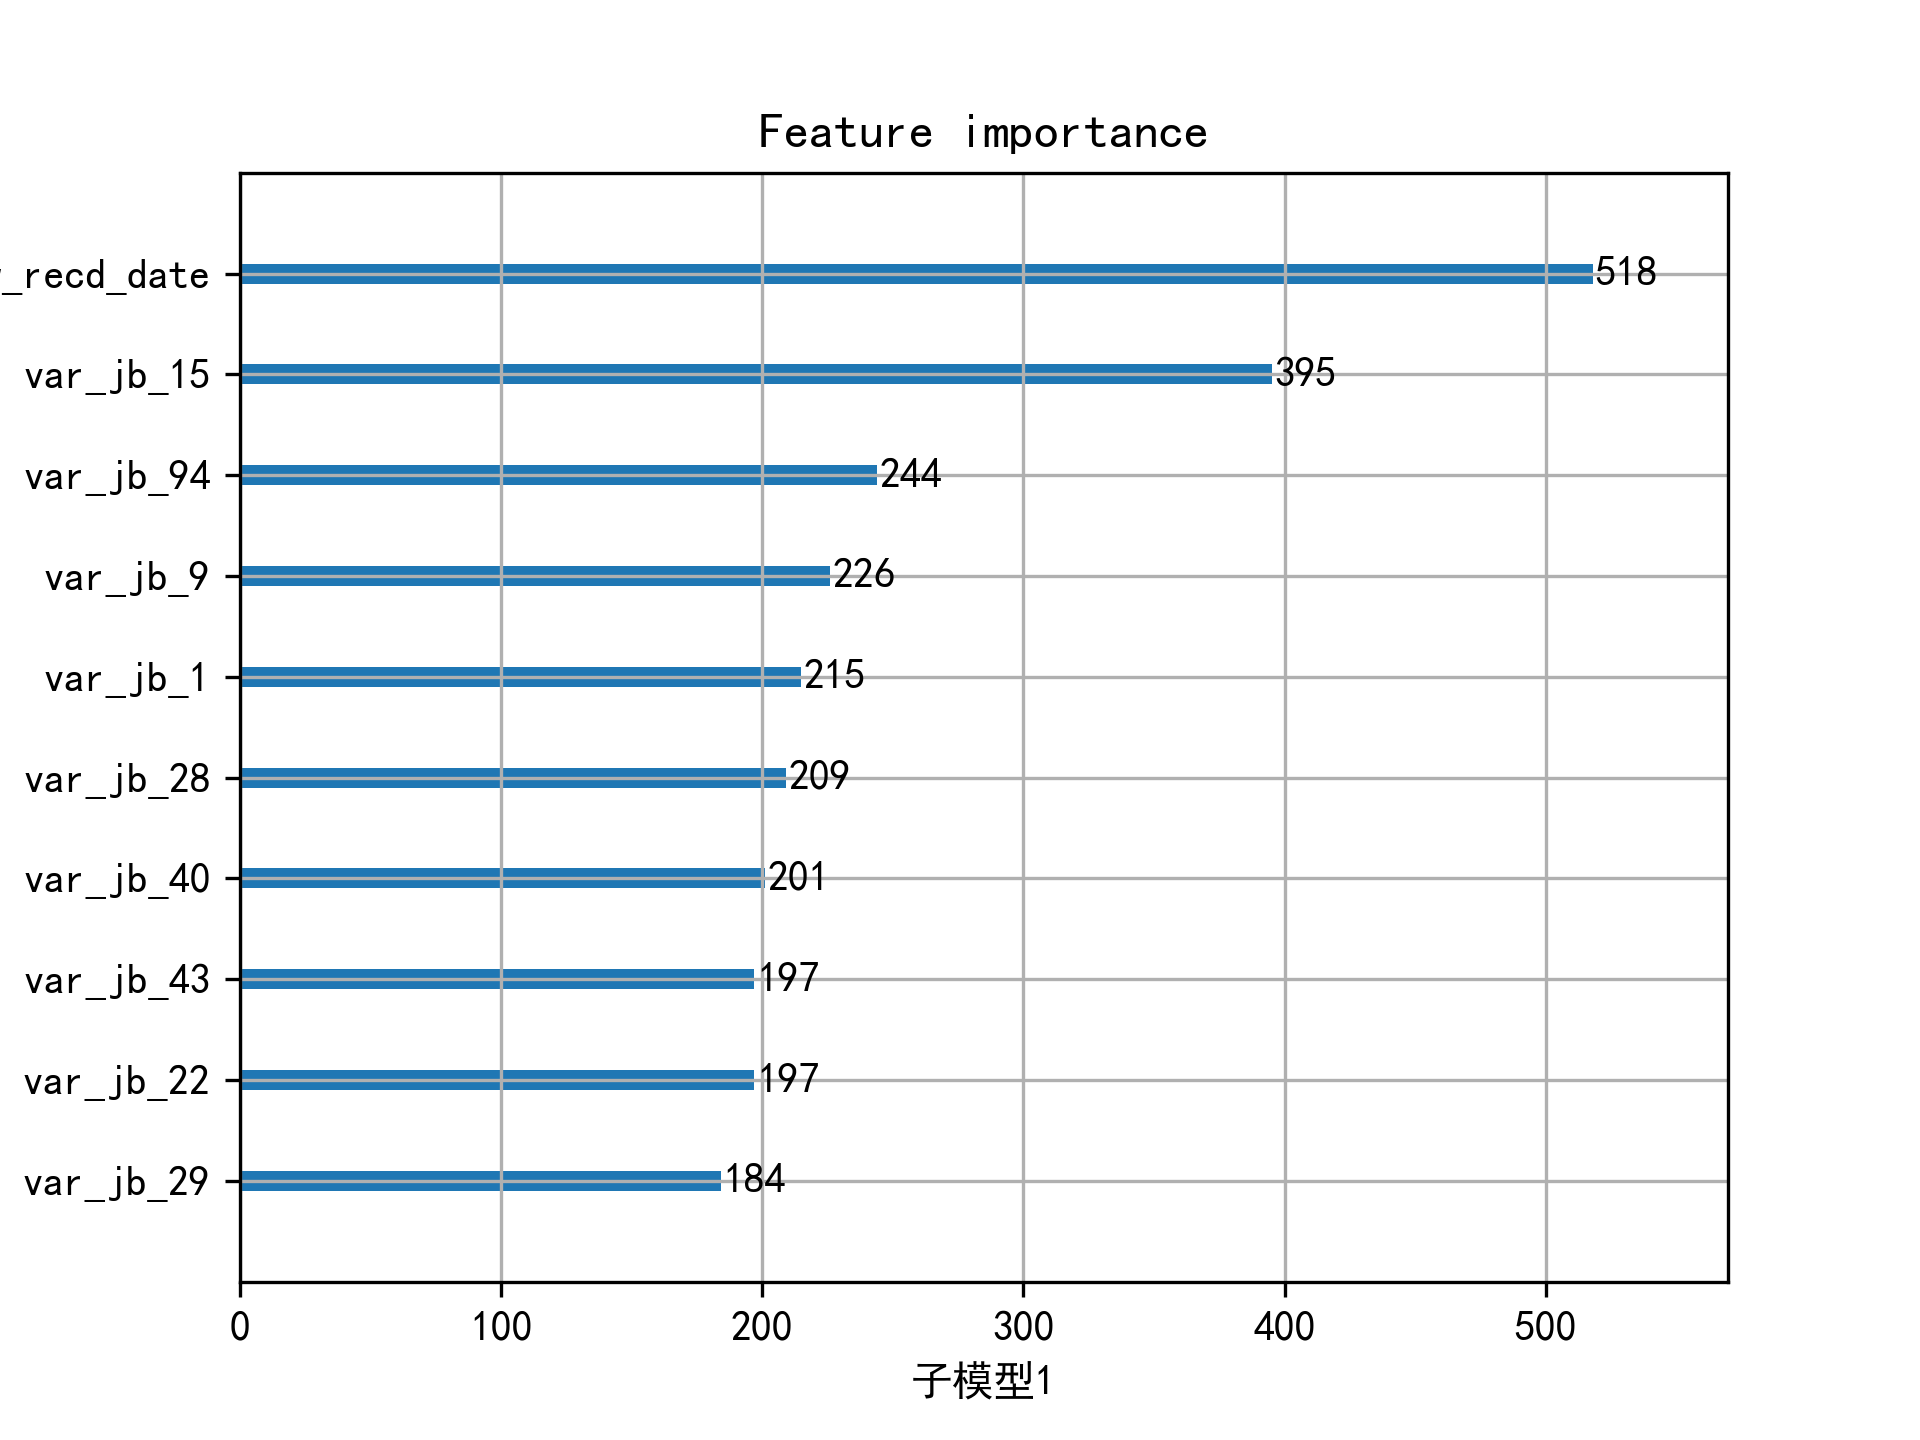 Feature importance
_recd_date 518
var_jb_15 395
var_jb_94 244
var_jb_9 226
var_jb_1 215
var_jb_28 209
var_jb_40 201
var_jb_43 197
var_jb_22 197
var_jb_29 184
0 100 200 300 400 500
子模型1